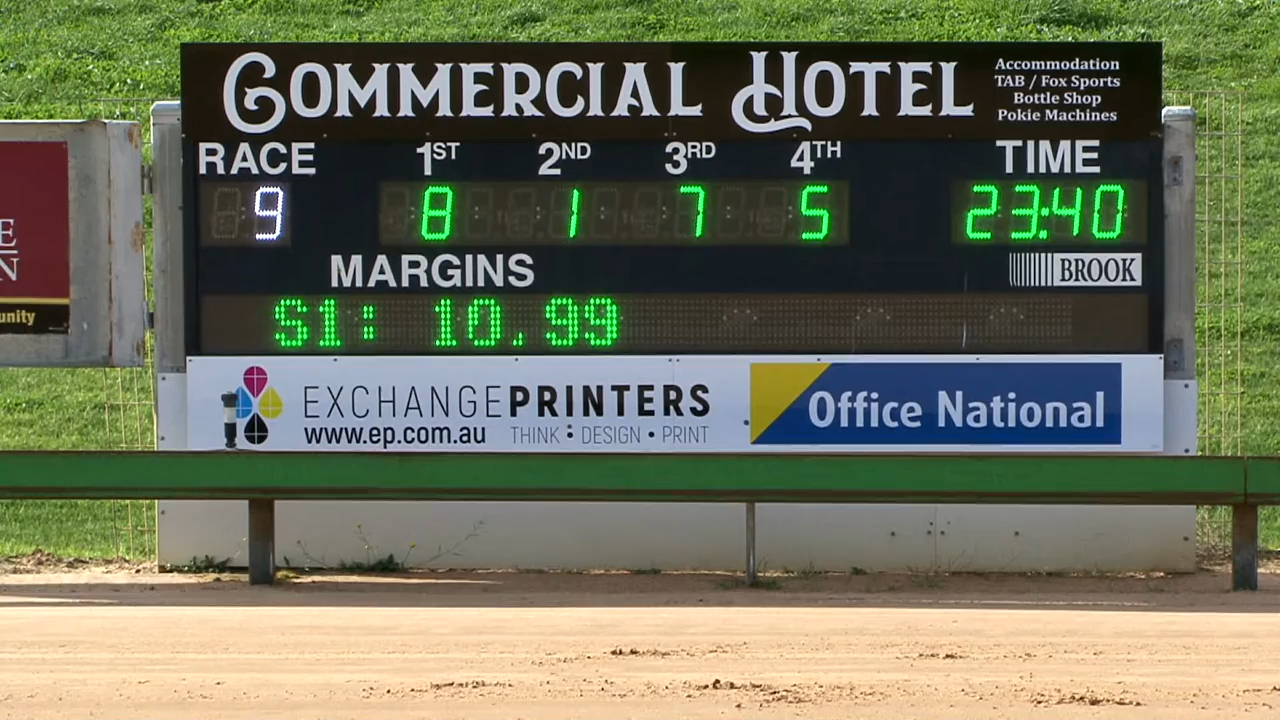 COMMERCIAL HOTEL
Accommodation
TAB / Fox Sports
Bottle Shop
Pokie Machines
RACE 1ST 2ND 3RD 4TH TIME
9 8 1 7 5 23:40
MARGINS
BROOK
S1: 10.99
EXCHANGEPRINTERS
www.ep.com.au THINK • DESIGN • PRINT
Office National
E
N
unity